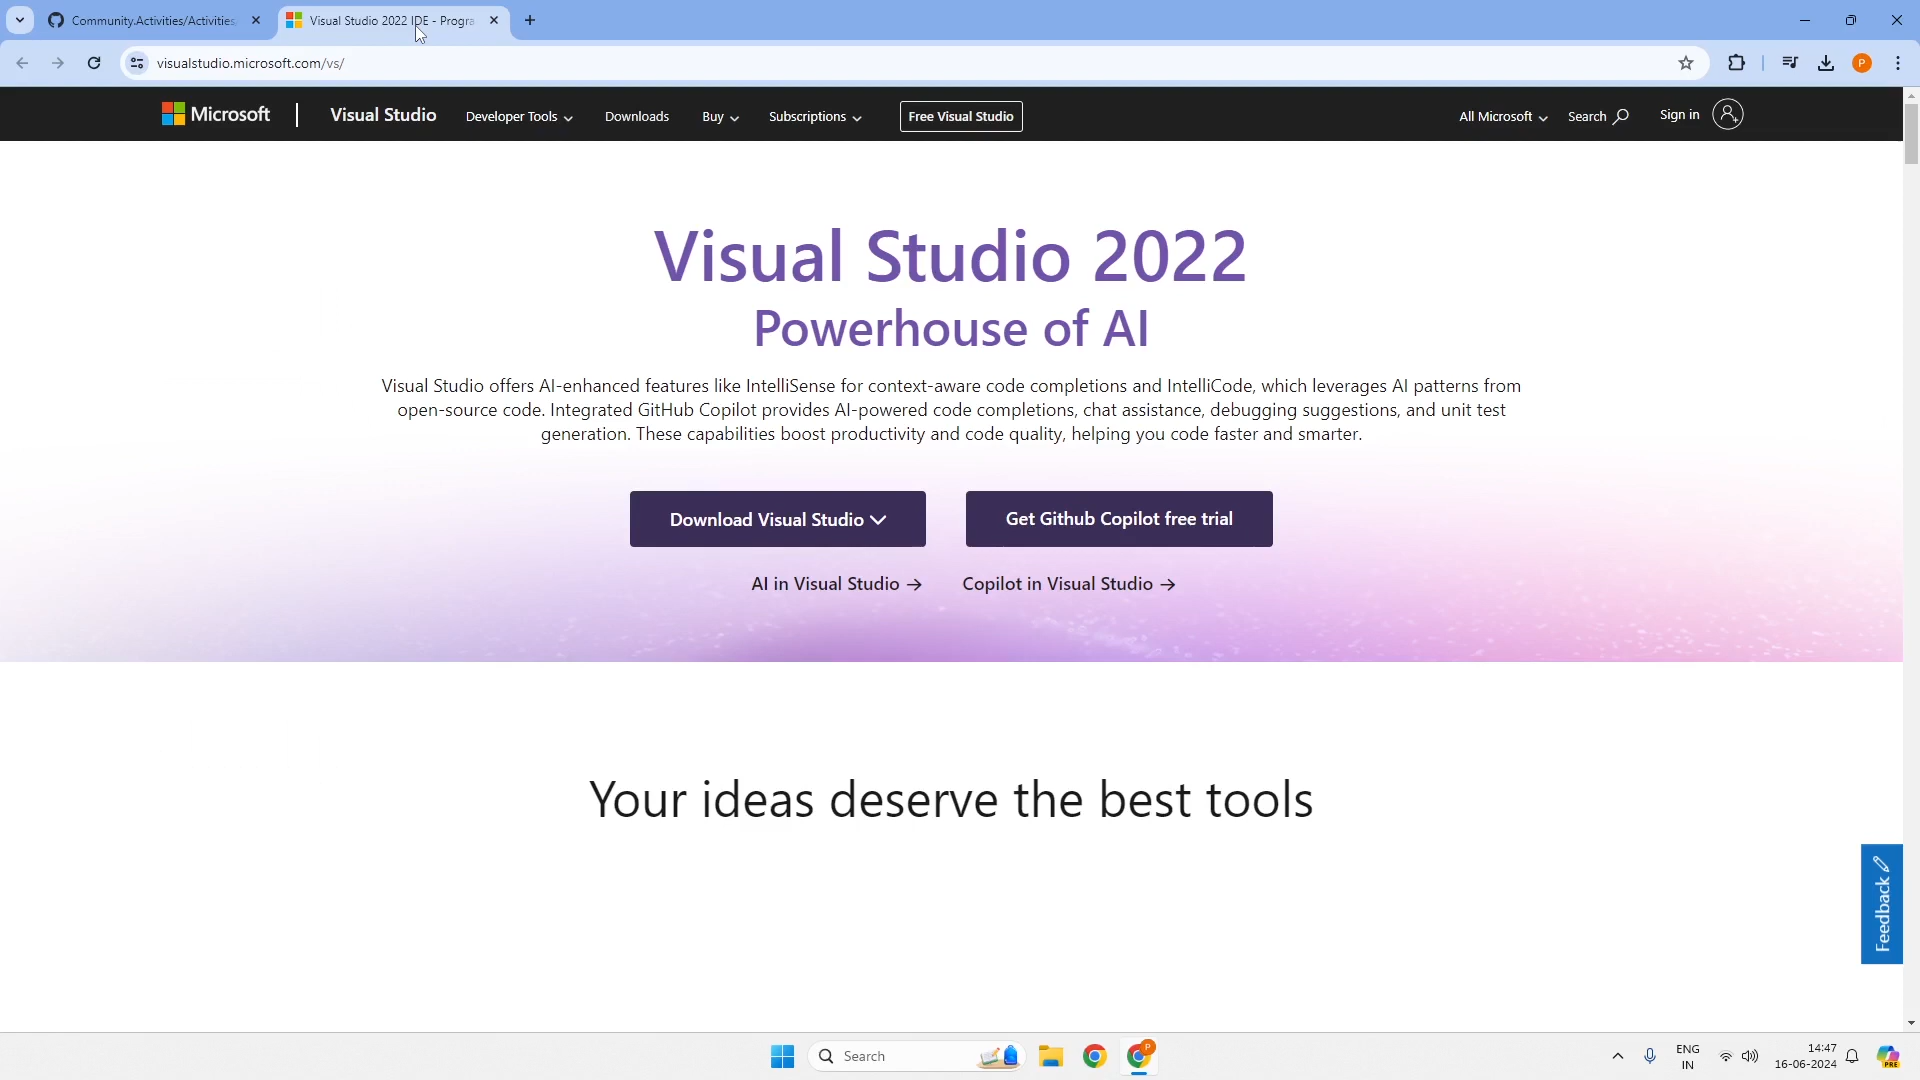 Community.Activities/Activities
Visual Studio 2022 IDE - Progra
visualstudio.microsoft.com/vs/
P
Microsoft
Visual Studio
Developer Tools
Downloads
Buy
Subscriptions
Free Visual Studio
All Microsoft
Search
Sign in
Visual Studio 2022
Powerhouse of AI
Visual Studio offers AI-enhanced features like IntelliSense for context-aware code completions and IntelliCode, which leverages AI patterns from
open-source code. Integrated GitHub Copilot provides AI-powered code completions, chat assistance, debugging suggestions, and unit test
generation. These capabilities boost productivity and code quality, helping you code faster and smarter.
Download Visual Studio
Get Github Copilot free trial
AI in Visual Studio →
Copilot in Visual Studio →
Your ideas deserve the best tools
Feedback
Search
P
ENG
IN
14:47
16-06-2024
PRE